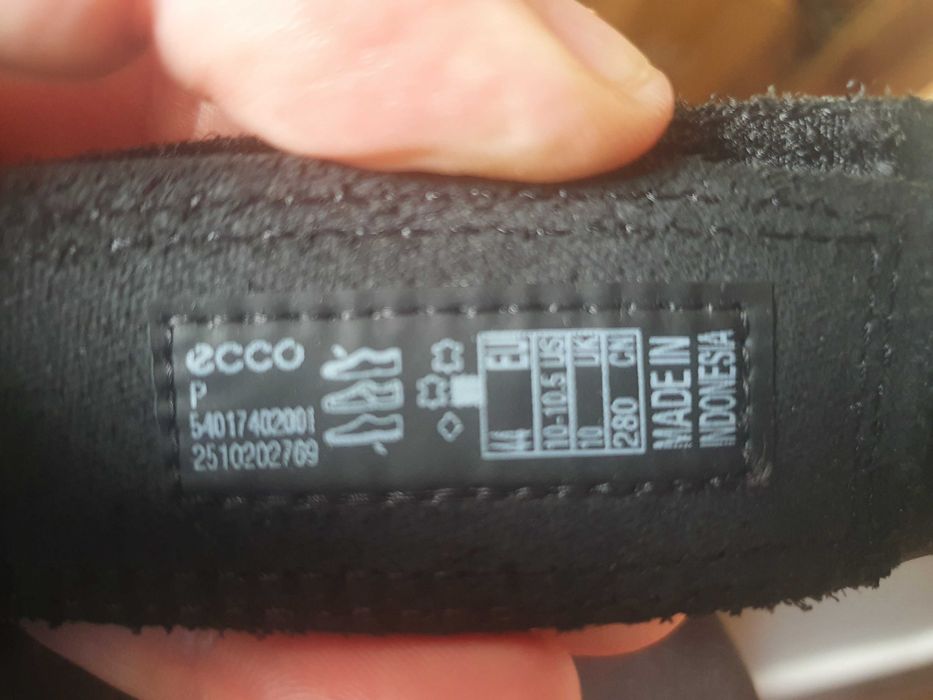 ecco
P
54017402001
2510202769
44 EU
10-10.5 US
10 UK
280 CN
MADE IN
INDONESIA